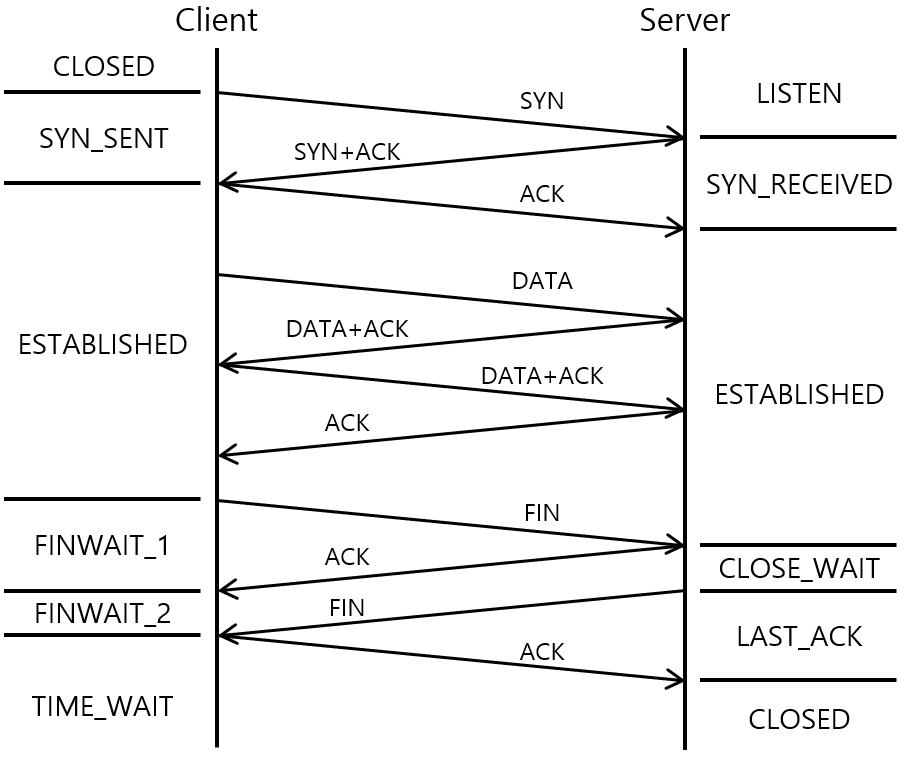 Client
Server
CLOSED
LISTEN
SYN
SYN_SENT
SYN+ACK
SYN_RECEIVED
ACK
DATA
DATA+ACK
ESTABLISHED
DATA+ACK
ESTABLISHED
ACK
FIN
FINWAIT_1
ACK
CLOSE_WAIT
FIN
FINWAIT_2
LAST_ACK
ACK
TIME_WAIT
CLOSED